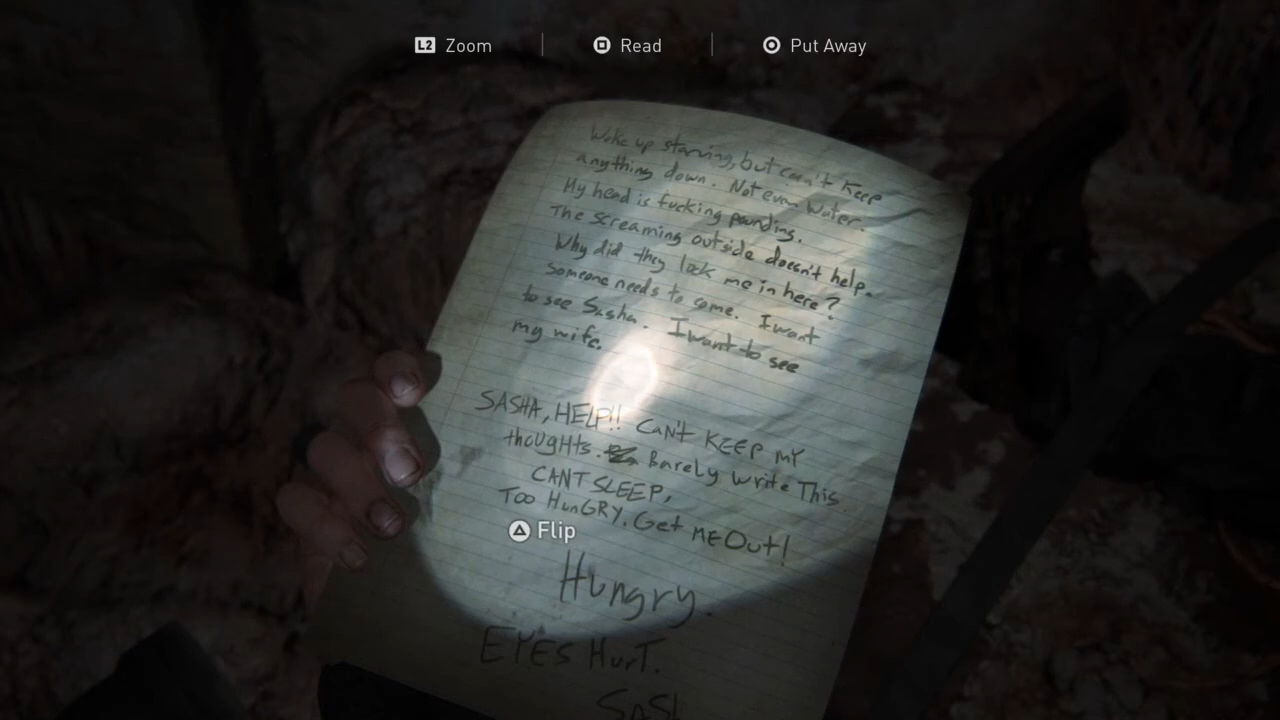 L2 Zoom | Read | Put Away
Woke up starving, but can't keep
anything down. Not even water.
My head is fucking pounding.
The screaming outside doesn't help.
Why did they lock me in here?
Someone needs to come. I want
to see Sasha. I want to see
my wife.
SASHA, HELP!! CaN't KEEP MY
thoUgHts. Barely write This.
CANT SLEEP,
TOO HunGRY. Get ME Out!
Flip
Hungry.
EYEs HurT.
SASH